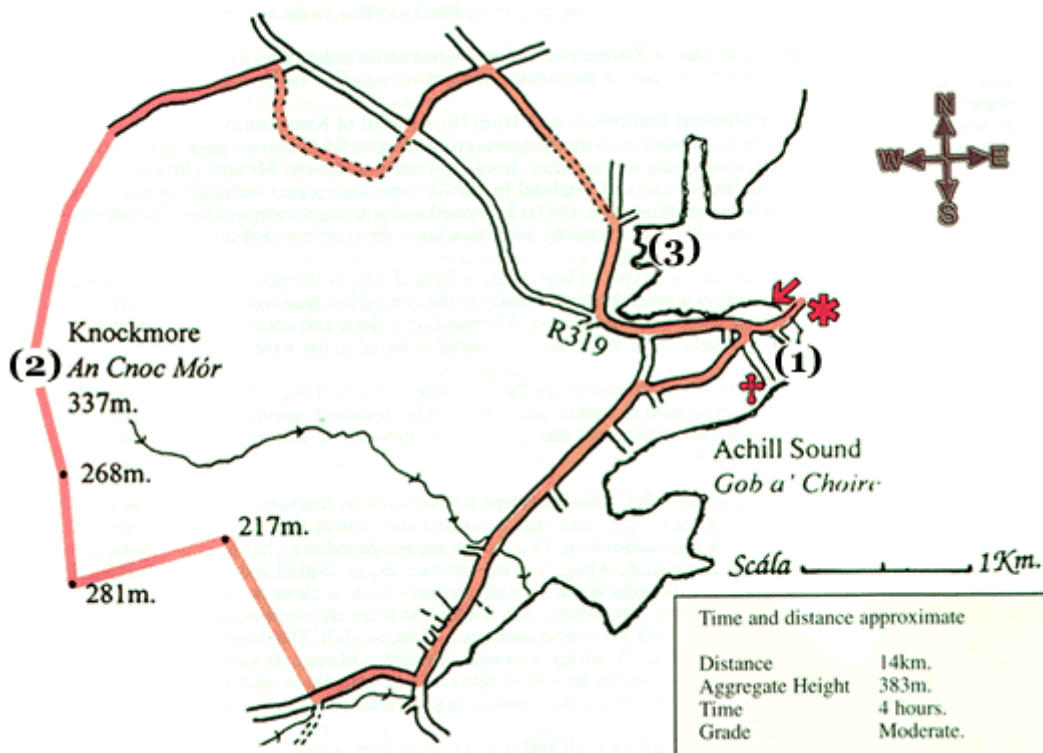 N
W E
S
(3)
R319
(1)
Knockmore
(2) An Cnoc Mór
337m.
268m.
217m.
281m.
Achill Sound
Gob a' Choire
Scála 1Km.
Time and distance approximate
Distance 14km.
Aggregate Height 383m.
Time 4 hours.
Grade Moderate.